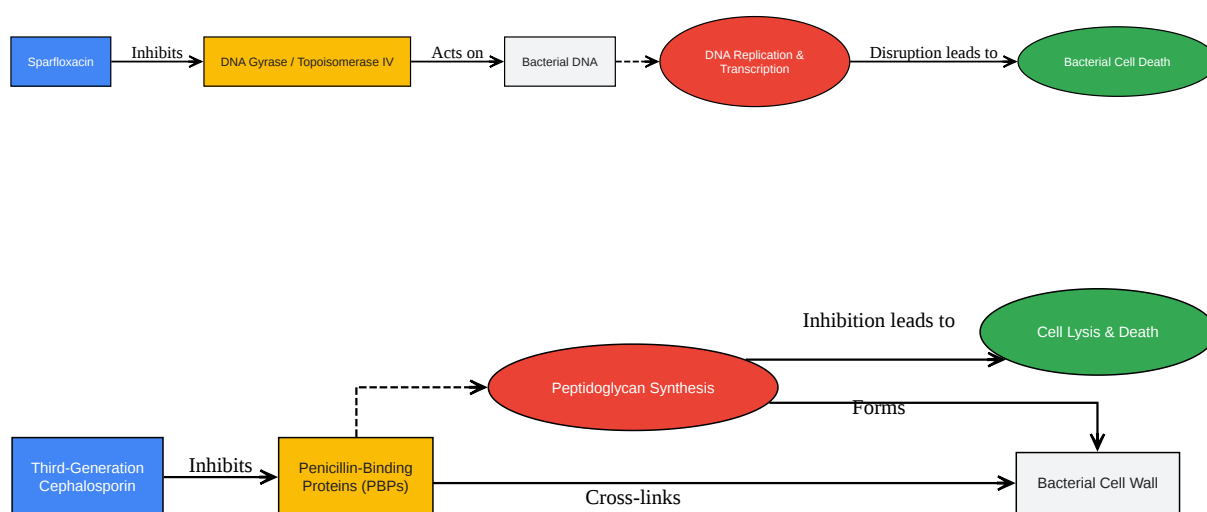 Sparfloxacin
Inhibits
DNA Gyrase / Topoisomerase IV
Acts on
Bacterial DNA
DNA Replication &
Transcription
Disruption leads to
Bacterial Cell Death
Inhibition leads to
Cell Lysis & Death
Peptidoglycan Synthesis
Forms
Third-Generation
Cephalosporin
Inhibits
Penicillin-Binding
Proteins (PBPs)
Cross-links
Bacterial Cell Wall